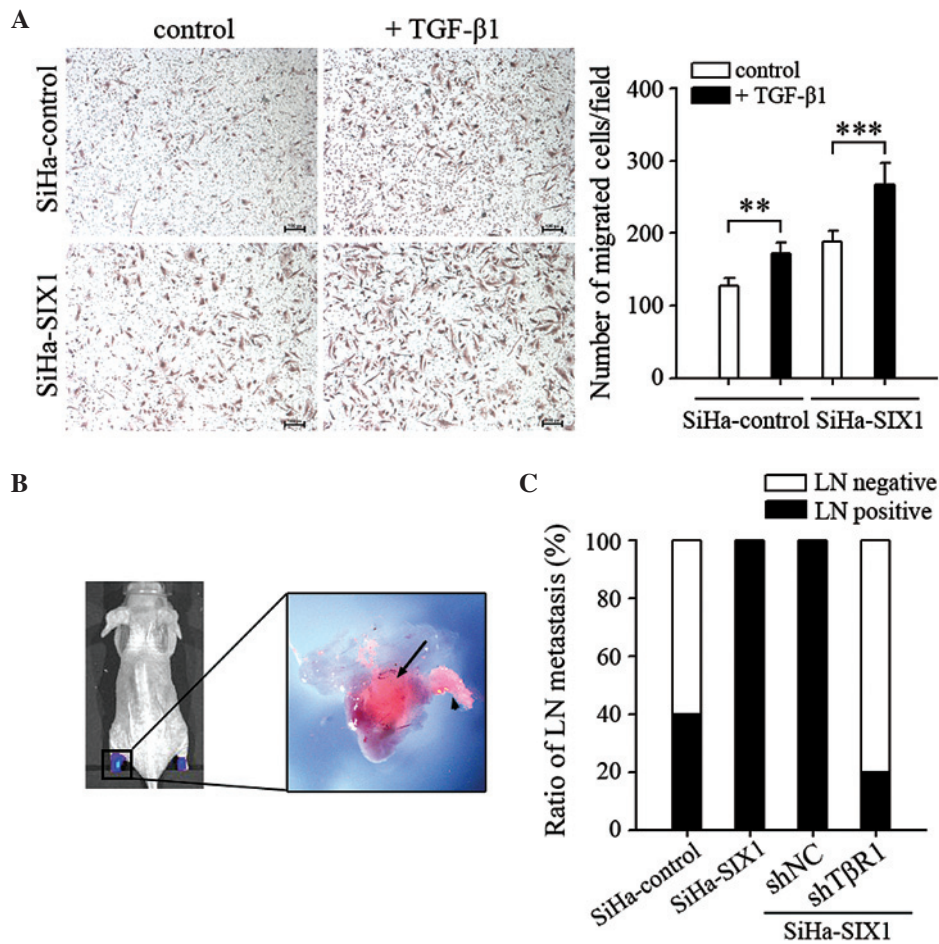 A
control
+ TGF-β1
SiHa-control
SiHa-SIX1
control
+ TGF-β1
Number of migrated cells/field
400
300
200
100
0
**
***
SiHa-control
SiHa-SIX1
B
C
LN negative
LN positive
Ratio of LN metastasis (%)
100
80
60
40
20
0
SiHa-control
SiHa-SIX1
shNC
shTβR1
SiHa-SIX1